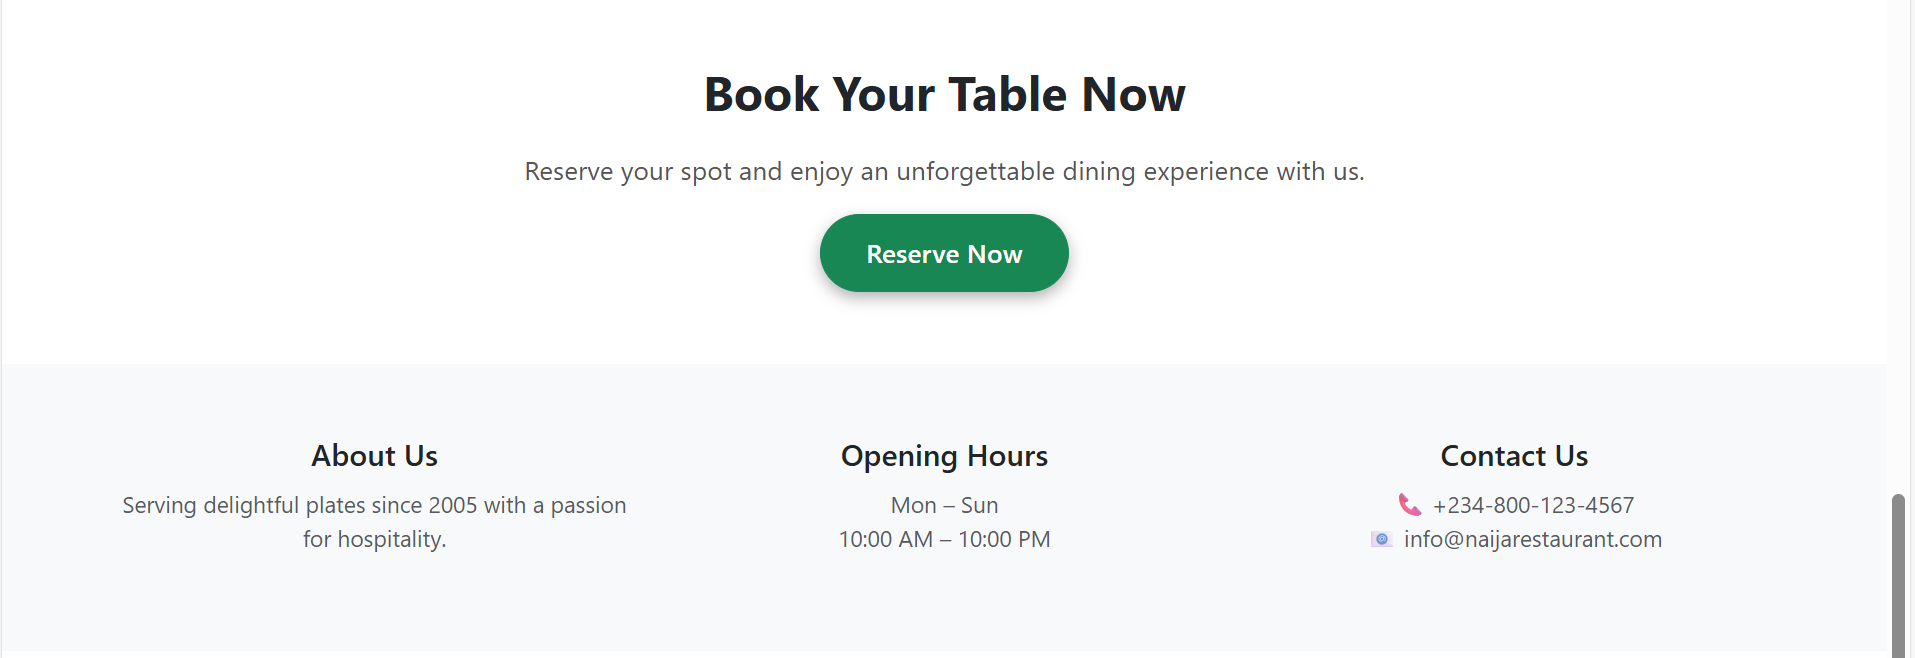 Book Your Table Now
Reserve your spot and enjoy an unforgettable dining experience with us.
Reserve Now
About Us
Serving delightful plates since 2005 with a passion
for hospitality.
Opening Hours
Mon – Sun
10:00 AM – 10:00 PM
Contact Us
+234-800-123-4567
info@naijarestaurant.com